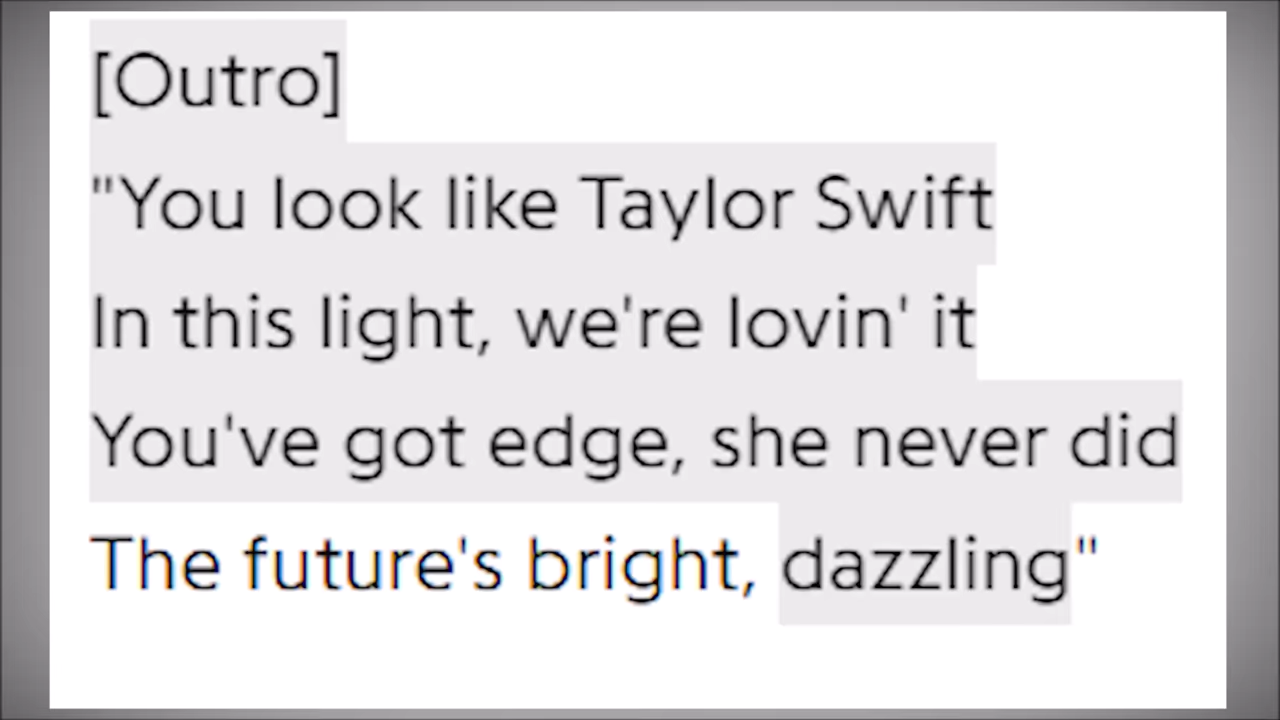 [Outro]
"You look like Taylor Swift
In this light, we're lovin' it
You've got edge, she never did
The future's bright, dazzling"